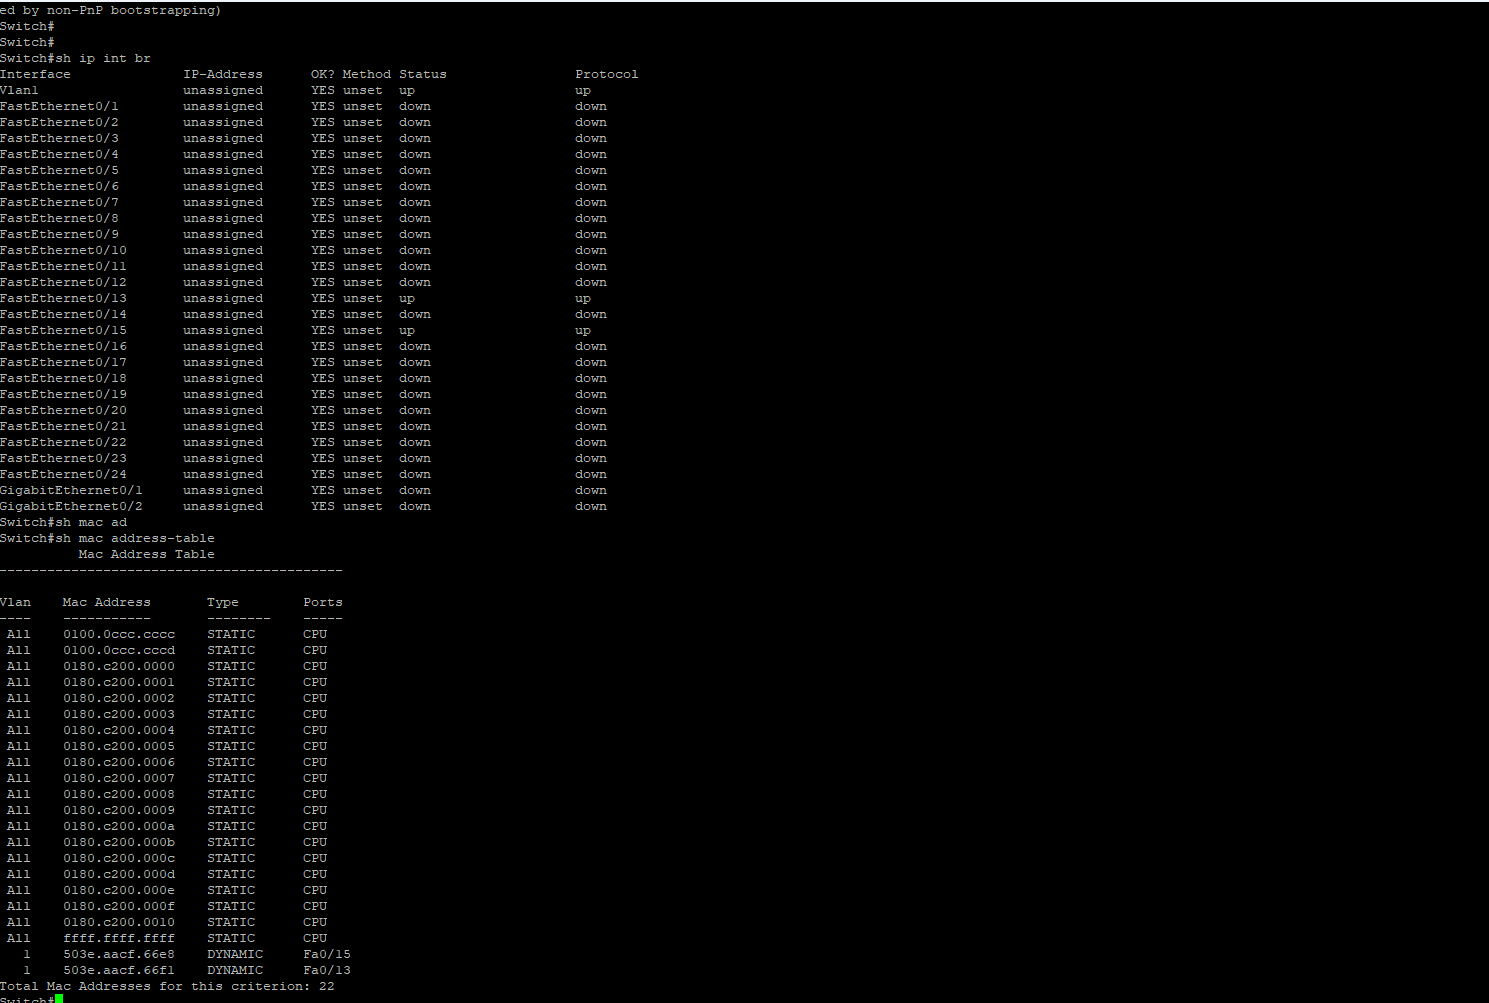 ed by non-PnP bootstrapping)
Switch#
Switch#
Switch#sh ip int br
Interface              IP-Address      OK? Method Status                Protocol
Vlan1                  unassigned      YES unset  up                    up
FastEthernet0/1        unassigned      YES unset  down                  down
FastEthernet0/2        unassigned      YES unset  down                  down
FastEthernet0/3        unassigned      YES unset  down                  down
FastEthernet0/4        unassigned      YES unset  down                  down
FastEthernet0/5        unassigned      YES unset  down                  down
FastEthernet0/6        unassigned      YES unset  down                  down
FastEthernet0/7        unassigned      YES unset  down                  down
FastEthernet0/8        unassigned      YES unset  down                  down
FastEthernet0/9        unassigned      YES unset  down                  down
FastEthernet0/10       unassigned      YES unset  down                  down
FastEthernet0/11       unassigned      YES unset  down                  down
FastEthernet0/12       unassigned      YES unset  down                  down
FastEthernet0/13       unassigned      YES unset  up                    up
FastEthernet0/14       unassigned      YES unset  down                  down
FastEthernet0/15       unassigned      YES unset  up                    up
FastEthernet0/16       unassigned      YES unset  down                  down
FastEthernet0/17       unassigned      YES unset  down                  down
FastEthernet0/18       unassigned      YES unset  down                  down
FastEthernet0/19       unassigned      YES unset  down                  down
FastEthernet0/20       unassigned      YES unset  down                  down
FastEthernet0/21       unassigned      YES unset  down                  down
FastEthernet0/22       unassigned      YES unset  down                  down
FastEthernet0/23       unassigned      YES unset  down                  down
FastEthernet0/24       unassigned      YES unset  down                  down
GigabitEthernet0/1     unassigned      YES unset  down                  down
GigabitEthernet0/2     unassigned      YES unset  down                  down
Switch#sh mac ad
Switch#sh mac address-table
          Mac Address Table
-------------------------------------------

Vlan    Mac Address       Type        Ports
----    -----------       --------    -----
 All    0100.0ccc.cccc    STATIC      CPU
 All    0100.0ccc.cccd    STATIC      CPU
 All    0180.c200.0000    STATIC      CPU
 All    0180.c200.0001    STATIC      CPU
 All    0180.c200.0002    STATIC      CPU
 All    0180.c200.0003    STATIC      CPU
 All    0180.c200.0004    STATIC      CPU
 All    0180.c200.0005    STATIC      CPU
 All    0180.c200.0006    STATIC      CPU
 All    0180.c200.0007    STATIC      CPU
 All    0180.c200.0008    STATIC      CPU
 All    0180.c200.0009    STATIC      CPU
 All    0180.c200.000a    STATIC      CPU
 All    0180.c200.000b    STATIC      CPU
 All    0180.c200.000c    STATIC      CPU
 All    0180.c200.000d    STATIC      CPU
 All    0180.c200.000e    STATIC      CPU
 All    0180.c200.000f    STATIC      CPU
 All    0180.c200.0010    STATIC      CPU
 All    ffff.ffff.ffff    STATIC      CPU
   1    503e.aacf.66e8    DYNAMIC     Fa0/15
   1    503e.aacf.66f1    DYNAMIC     Fa0/13
Total Mac Addresses for this criterion: 22
Switch#